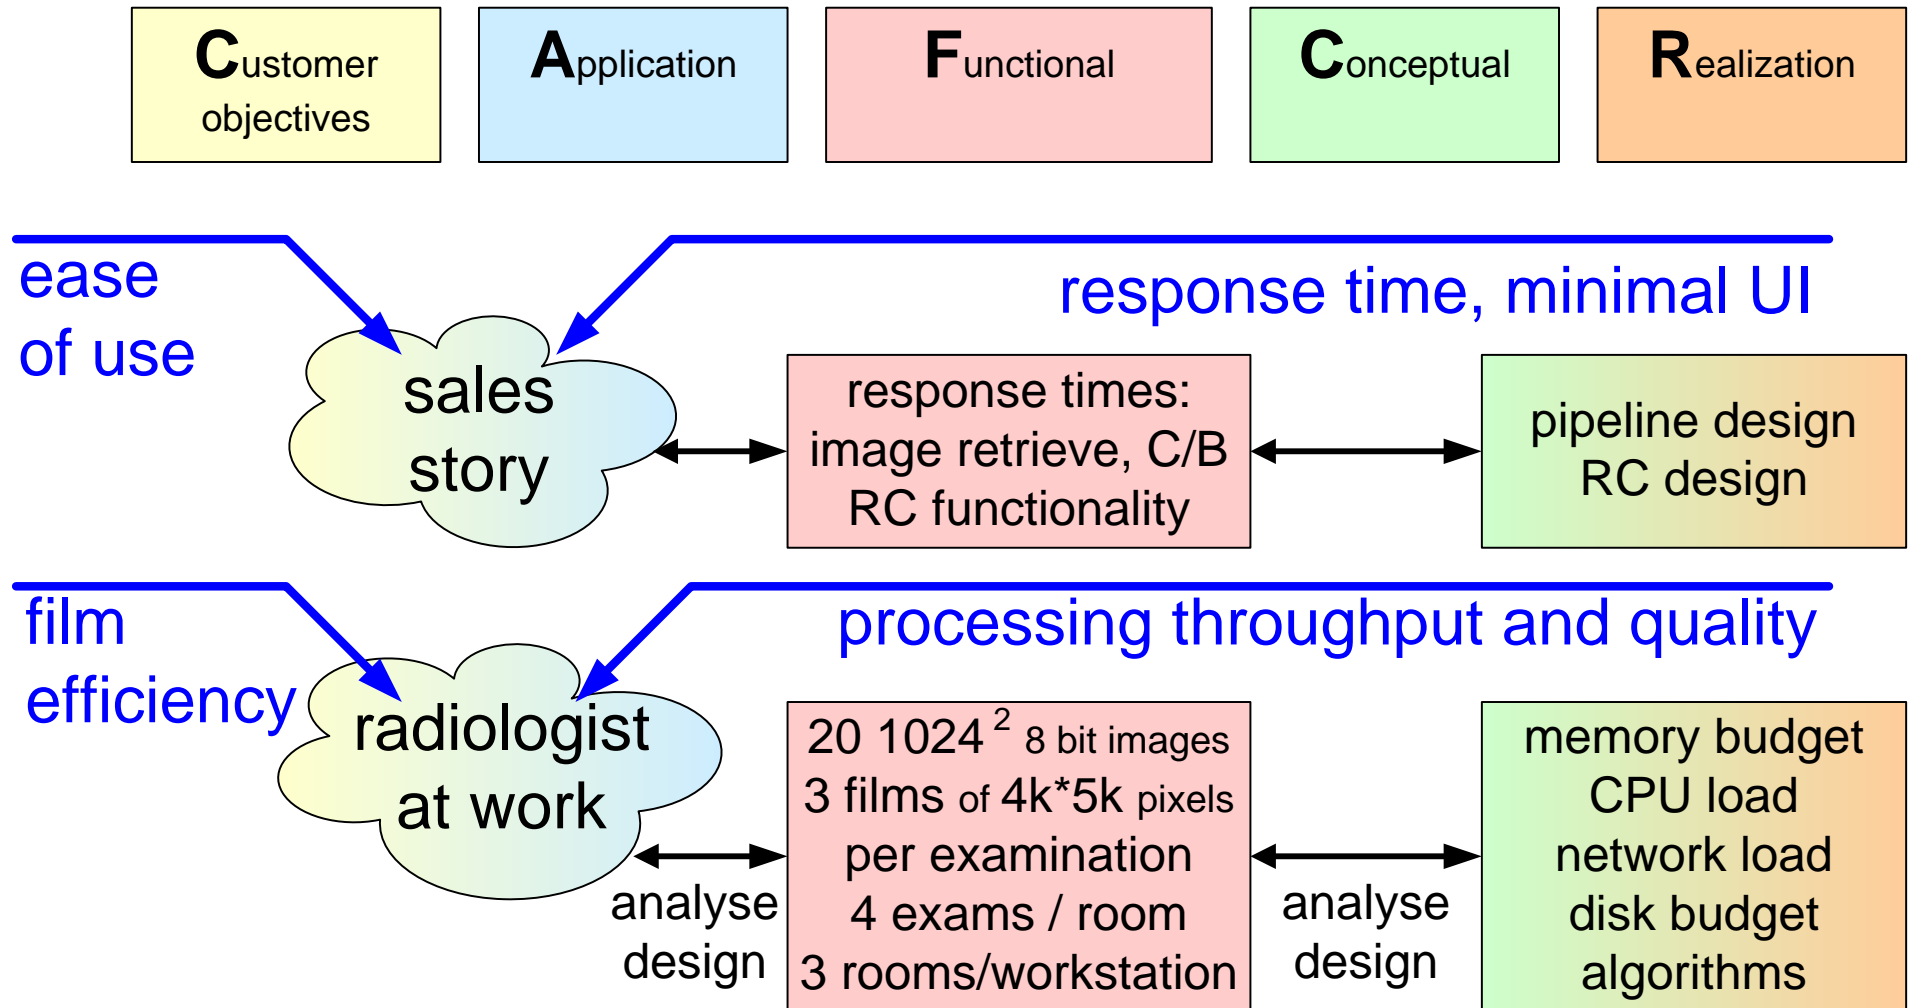 Customer
objectives
Application
Functional
Conceptual
Realization
ease
of use
response time, minimal UI
sales
story
response times:
image retrieve, C/B
RC functionality
pipeline design
RC design
film
efficiency
processing throughput and quality
radiologist
at work
analyse
design
20 1024² 8 bit images
3 films of 4k*5k pixels
per examination
4 exams / room
3 rooms/workstation
analyse
design
memory budget
CPU load
network load
disk budget
algorithms